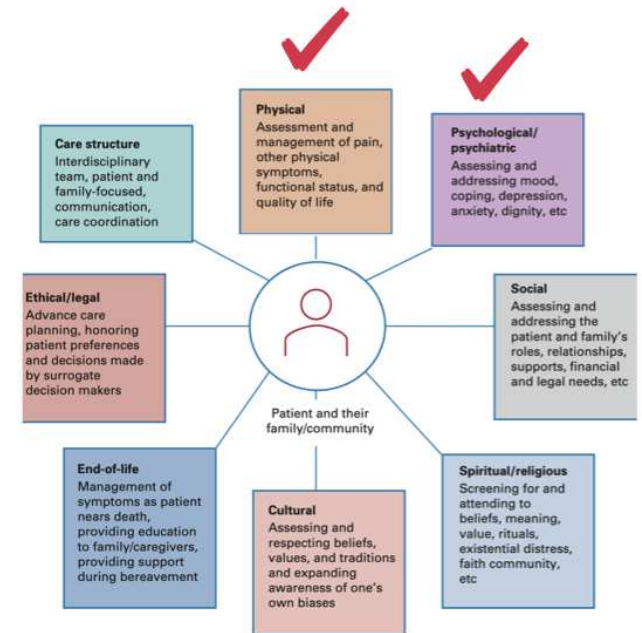 Physical
Assessment and
management of pain,
other physical
symptoms,
functional status, and
quality of life
Psychological/
psychiatric
Assessing and
addressing mood,
coping, depression,
anxiety, dignity, etc
Care structure
Interdisciplinary
team, patient and
family-focused,
communication,
care coordination
Ethical/legal
Advance care
planning, honoring
patient preferences
and decisions made
by surrogate
decision makers
Social
Assessing and
addressing the
patient and family's
roles, relationships,
supports, financial
and legal needs, etc
Patient and their
family/community
End-of-life
Management of
symptoms as patient
nears death,
providing education
to family/caregivers,
providing support
during bereavement
Cultural
Assessing and
respecting beliefs,
values, and traditions
and expanding
awareness of one's
own biases
Spiritual/religious
Screening for and
attending to
beliefs, meaning,
value, rituals,
existential distress,
faith community,
etc